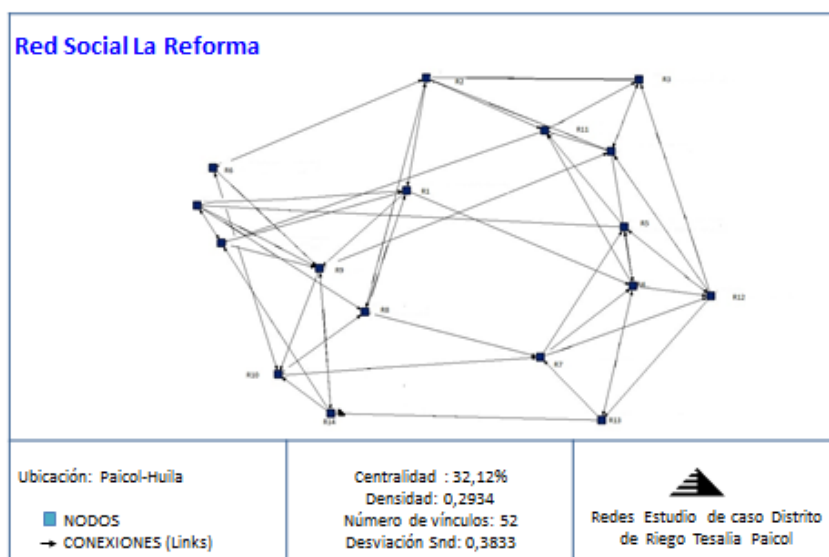 Red Social La Reforma
R2
R3
R11
R6
R1
R5
R9
R12
R8
R7
R10
R14
R13
Ubicación: Paicol-Huila
NODOS
CONEXIONES (Links)
Centralidad : 32,12%
Densidad: 0,2934
Número de vínculos: 52
Desviación Snd: 0,3833
Redes Estudio de caso Distrito
de Riego Tesalia Paicol